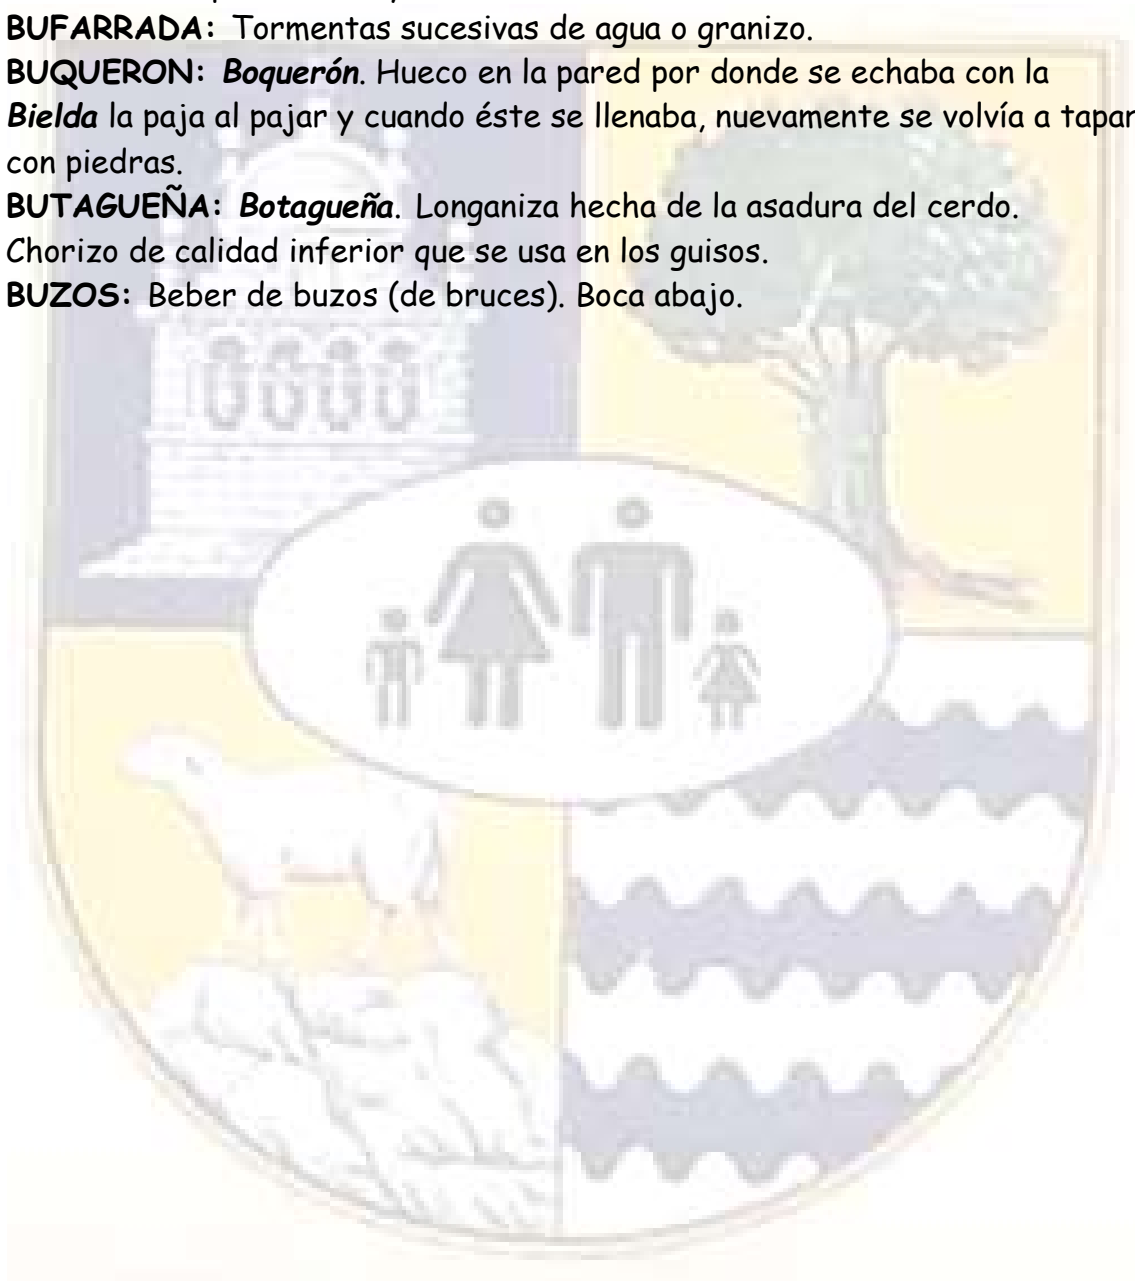 BUFARRADA: Tormentas sucesivas de agua o granizo.
BUQUERON: Boquerón. Hueco en la pared por donde se echaba con la
Bielda la paja al pajar y cuando éste se llenaba, nuevamente se volvía a tapar
con piedras.
BUTAGUEÑA: Botagueña. Longaniza hecha de la asadura del cerdo.
Chorizo de calidad inferior que se usa en los guisos.
BUZOS: Beber de buzos (de bruces). Boca abajo.